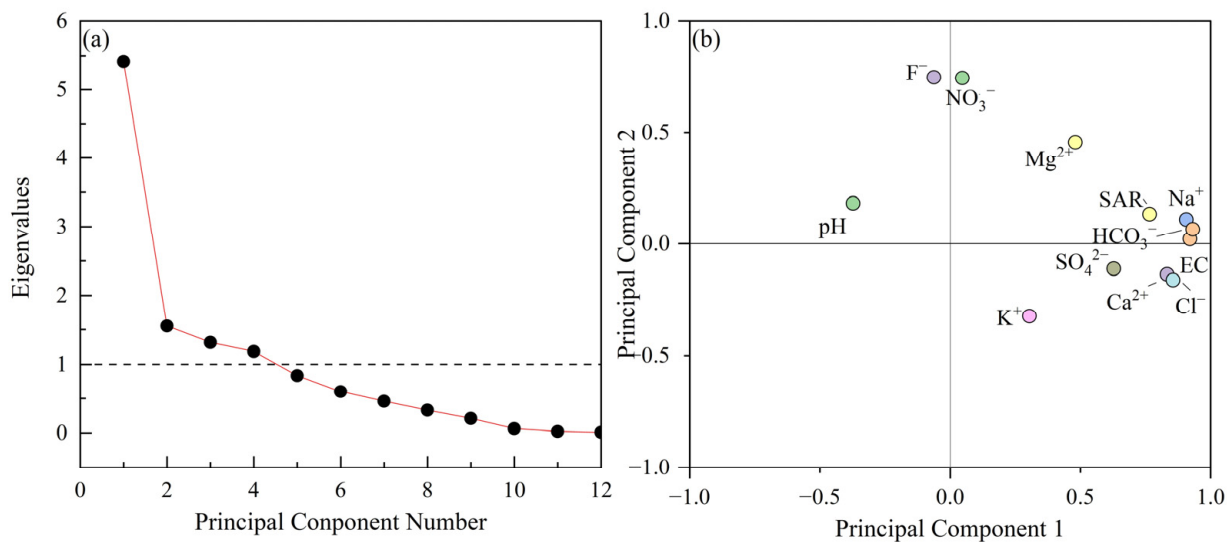 (a)
Eigenvalues
6
5
4
3
2
1
0
0
2
4
6
8
10
12
Principal Conponent Number
(b)
Principal Component 2
1.0
0.5
0.0
−0.5
−1.0
F⁻
NO₃⁻
Mg²⁺
pH
SAR
Na⁺
HCO₃⁻
SO₄²⁻
EC
Ca²⁺
Cl⁻
K⁺
−1.0
−0.5
0.0
0.5
1.0
Principal Component 1